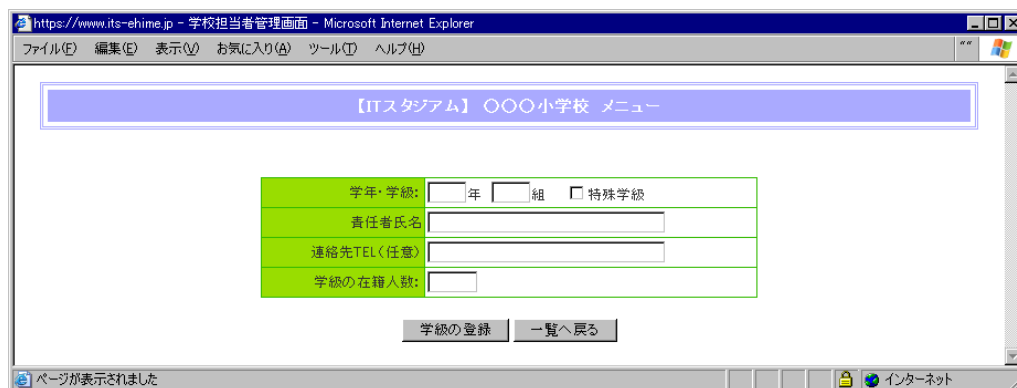 https://www.its-ehime.jp - 学校担当者管理画面 - Microsoft Internet Explorer
ファイル(F) 編集(E) 表示(V) お気に入り(A) ツール(T) ヘルプ(H)
【ITスタジアム】 〇〇〇小学校 メニュー
学年・学級: 年 組 特殊学級
責任者氏名
連絡先TEL(任意)
学級の在籍人数:
学級の登録 一覧へ戻る
ページが表示されました インターネット